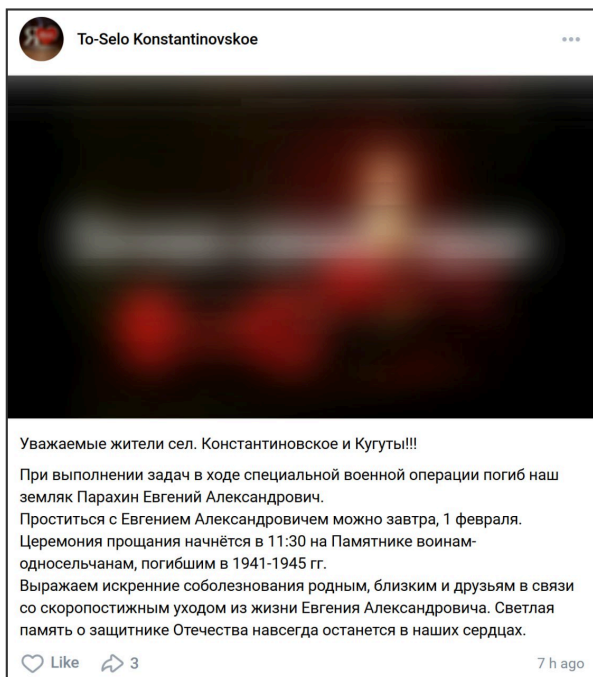 To-Selo Konstantinovskoe
Уважаемые жители сел. Константиновское и Кугуты!!!
При выполнении задач в ходе специальной военной операции погиб наш
земляк Парахин Евгений Александрович.
Проститься с Евгением Александровичем можно завтра, 1 февраля.
Церемония прощания начнётся в 11:30 на Памятнике воинам-
односельчанам, погибшим в 1941-1945 гг.
Выражаем искренние соболезнования родным, близким и друзьям в связи
со скоропостижным уходом из жизни Евгения Александровича. Светлая
память о защитнике Отечества навсегда останется в наших сердцах.
Like 3 7 h ago